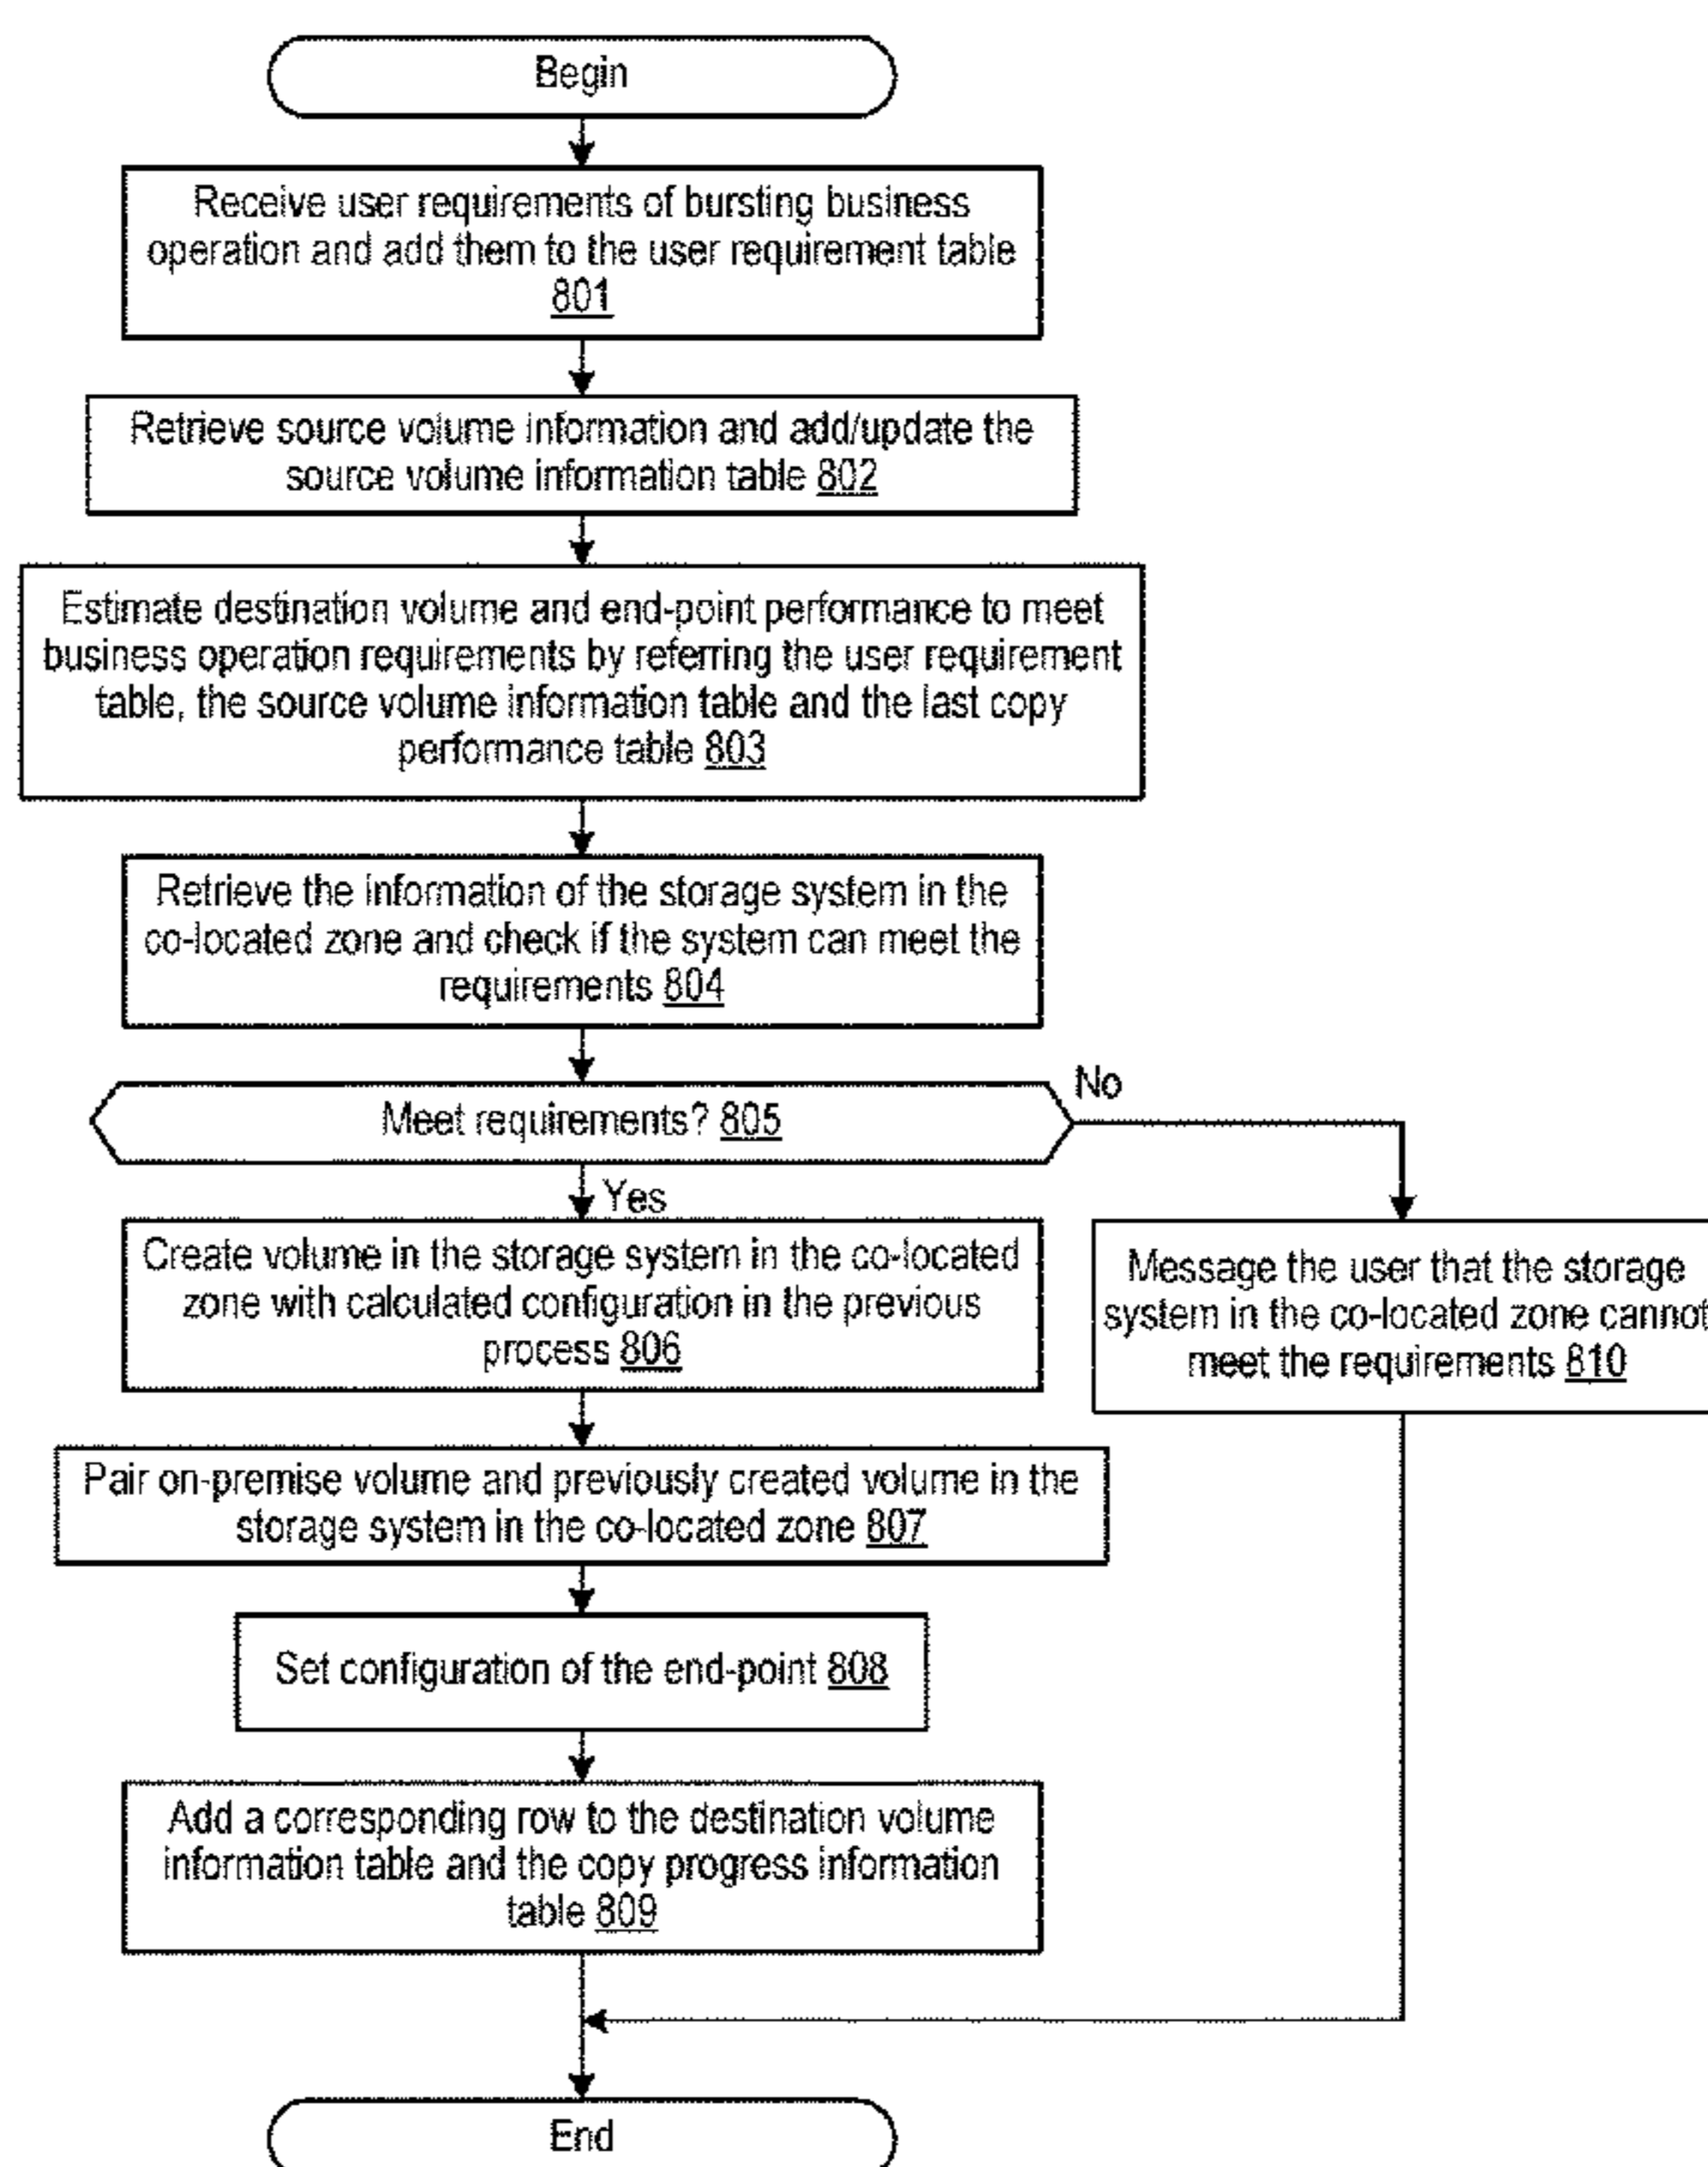 Begin
Receive user requirements of bursting business
operation and add them to the user requirement table
801
Retrieve source volume information and add/update the
source volume information table 802
Estimate destination volume and end-point performance to meet
business operation requirements by referring the user requirement
table, the source volume information table and the last copy
performance table 803
Retrieve the information of the storage system in the
co-located zone and check if the system can meet the
requirements 804
Meet requirements? 805
No
Yes
Create volume in the storage system in the co-located
zone with calculated configuration in the previous
process 806
Message the user that the storage
system in the co-located zone cannot
meet the requirements 810
Pair on-premise volume and previously created volume in the
storage system in the co-located zone 807
Set configuration of the end-point 808
Add a corresponding row to the destination volume
information table and the copy progress information
table 809
End